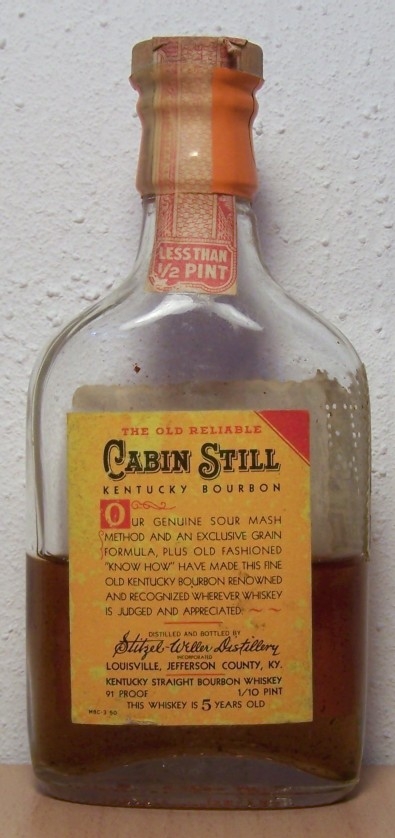 LESS THAN
1/2 PINT
THE OLD RELIABLE
CABIN STILL
KENTUCKY BOURBON
OUR GENUINE SOUR MASH
METHOD AND AN EXCLUSIVE GRAIN
FORMULA, PLUS OLD FASHIONED
"KNOW HOW" HAVE MADE THIS FINE
OLD KENTUCKY BOURBON RENOWNED
AND RECOGNIZED WHEREVER WHISKEY
IS JUDGED AND APPRECIATED
DISTILLED AND BOTTLED BY
Stitzel-Weller Distillery
INCORPORATED
LOUISVILLE, JEFFERSON COUNTY, KY.
KENTUCKY STRAIGHT BOURBON WHISKEY
91 PROOF 1/10 PINT
THIS WHISKEY IS 5 YEARS OLD